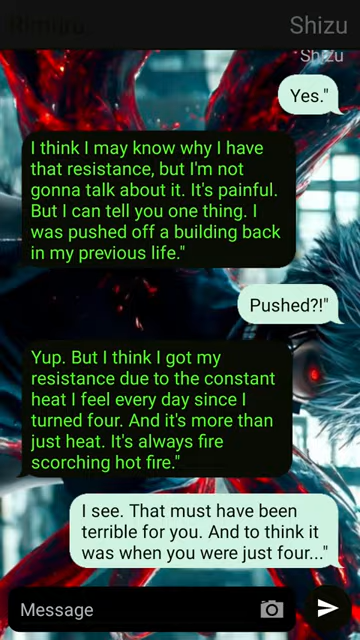 Rimuru
Shizu
Shizu
Yes."
I think I may know why I have
that resistance, but I'm not
gonna talk about it. It's painful.
But I can tell you one thing. I
was pushed off a building back
in my previous life."
Pushed?!"
Yup. But I think I got my
resistance due to the constant
heat I feel every day since I
turned four. And it's more than
just heat. It's always fire
scorching hot fire."
I see. That must have been
terrible for you. And to think it
was when you were just four..."
Message